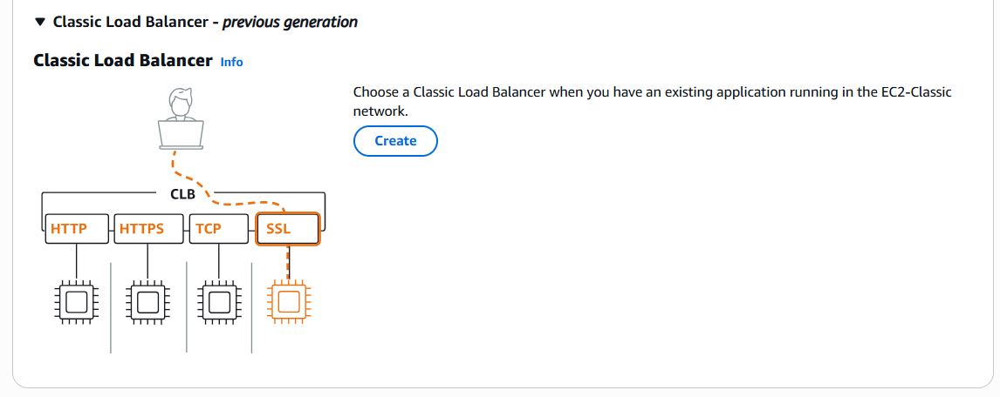 Classic Load Balancer - previous generation
Classic Load Balancer Info
Choose a Classic Load Balancer when you have an existing application running in the EC2-Classic
network.
Create
CLB
HTTP HTTPS TCP SSL